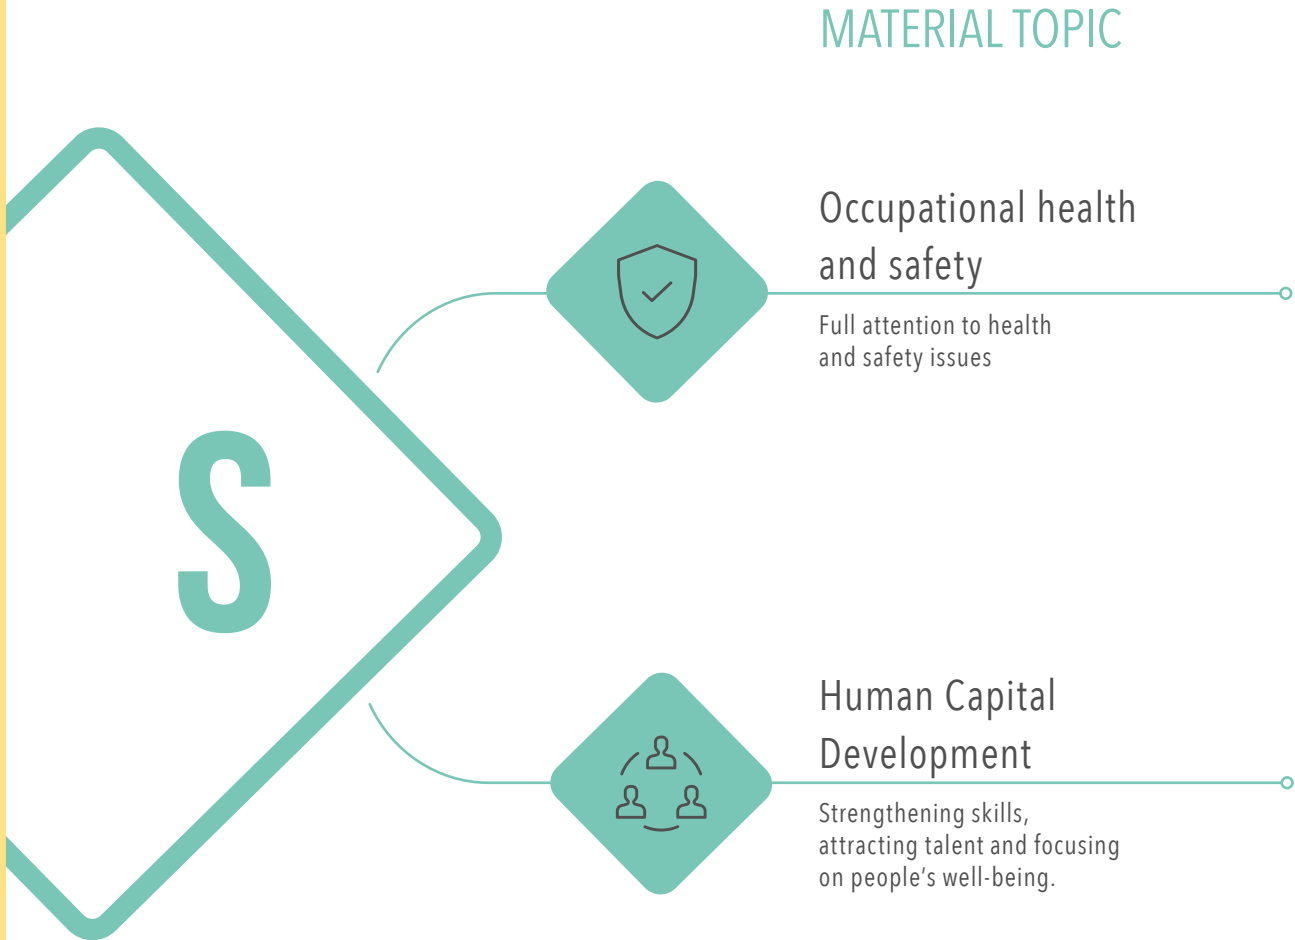 MATERIAL TOPIC
Occupational health
and safety
Full attention to health
and safety issues
S
Human Capital
Development
Strengthening skills,
attracting talent and focusing
on people’s well-being.